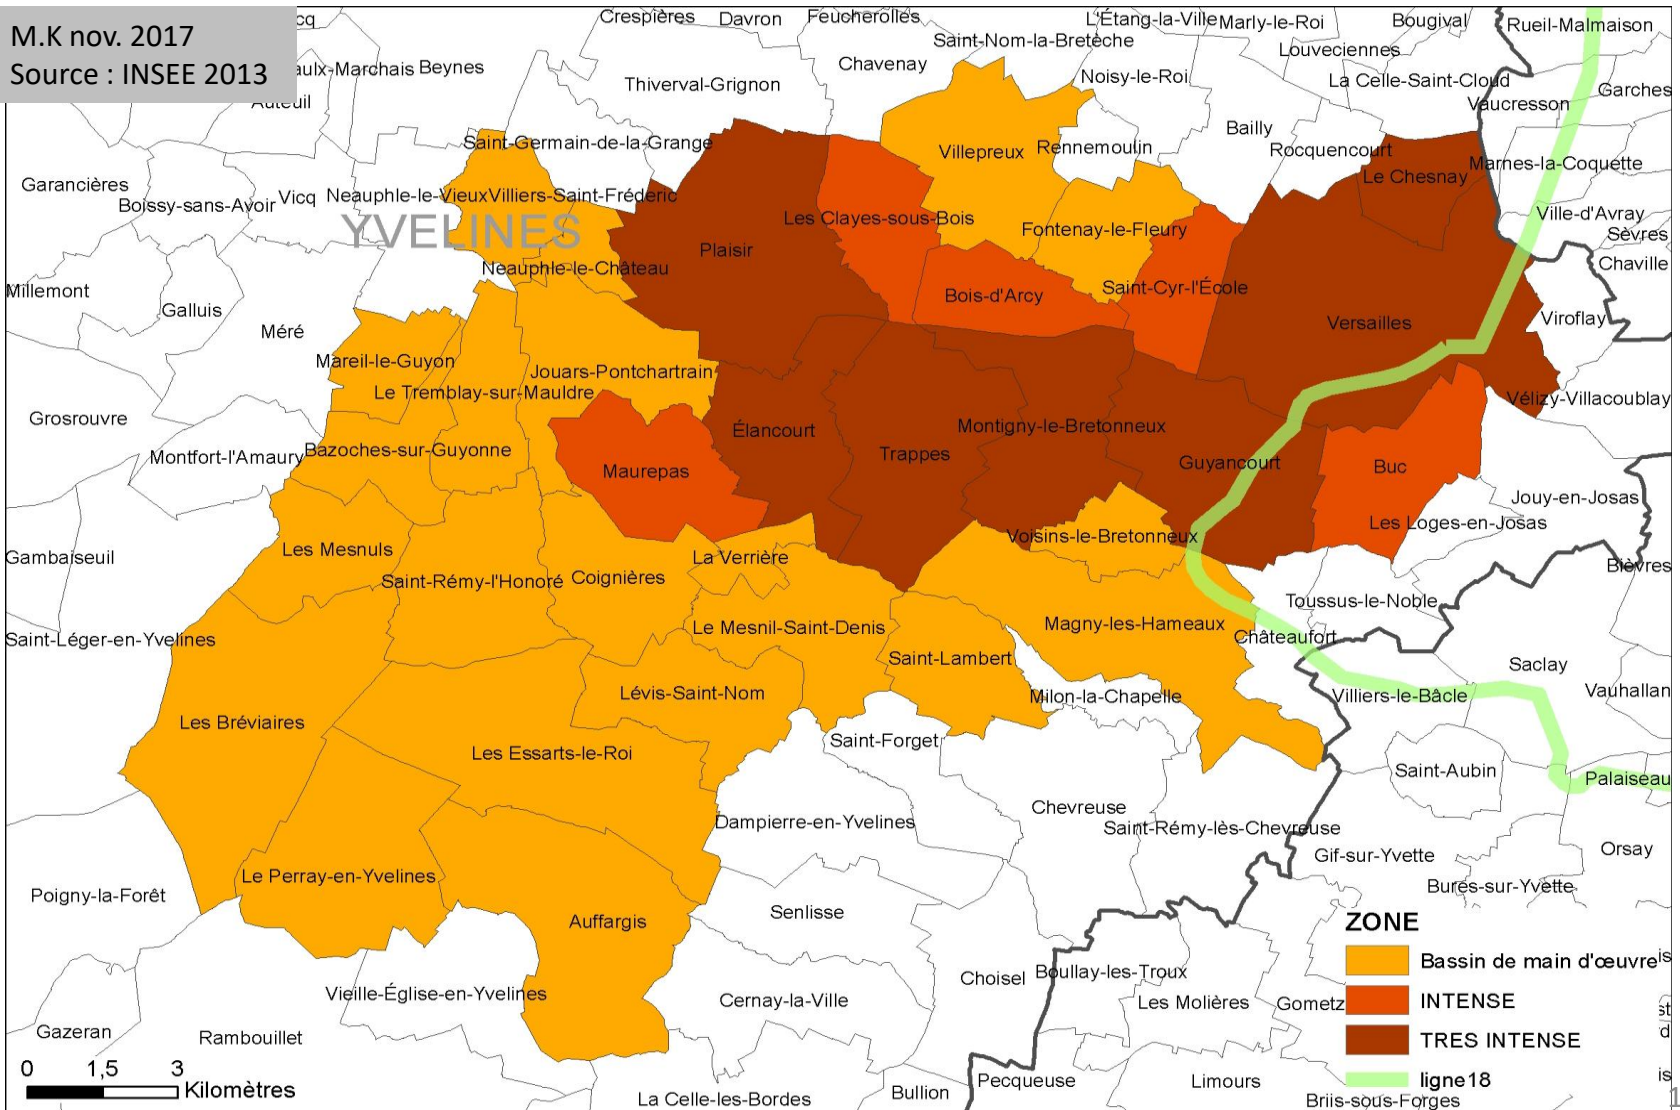 M.K nov. 2017
Source : INSEE 2013
Crespières
Davron
Feucherolles
L'Étang-la-Ville
Marly-le-Roi
Bougival
Rueil-Malmaison
Saint-Nom-la-Bretèche
Louveciennes
Beynes
Chavenay
Noisy-le-Roi
La Celle-Saint-Cloud
Thiverval-Grignon
Garches
Auteuil
Vaucresson
Bailly
Saint-Germain-de-la-Grange
Rennemoulin
Rocquencourt
Villepreux
Marnes-la-Coquette
Le Chesnay
Garancières
Vicq
Neauphle-le-Vieux
Villiers-Saint-Fréderic
Boissy-sans-Avoir
Les Clayes-sous-Bois
Ville-d'Avray
YVELINES
Fontenay-le-Fleury
Sèvres
Plaisir
Chaville
Neauphle-le-Château
Millemont
Bois-d'Arcy
Saint-Cyr-l'École
Galluis
Méré
Versailles
Viroflay
Mareil-le-Guyon
Jouars-Pontchartrain
Le Tremblay-sur-Mauldre
Vélizy-Villacoublay
Grosrouvre
Élancourt
Montigny-le-Bretonneux
Montfort-l'Amaury
Bazoches-sur-Guyonne
Trappes
Maurepas
Guyancourt
Buc
Jouy-en-Josas
Les Loges-en-Josas
Gambaiseuil
Les Mesnuls
La Verrière
Voisins-le-Bretonneux
Bièvres
Saint-Rémy-l'Honoré
Coignières
Toussus-le-Noble
Saint-Léger-en-Yvelines
Le Mesnil-Saint-Denis
Magny-les-Hameaux
Châteaufort
Saint-Lambert
Saclay
Lévis-Saint-Nom
Milon-la-Chapelle
Villiers-le-Bâcle
Vauhallan
Les Bréviaires
Saint-Forget
Les Essarts-le-Roi
Saint-Aubin
Palaiseau
Chevreuse
Dampierre-en-Yvelines
Saint-Rémy-lès-Chevreuse
Gif-sur-Yvette
Orsay
Le Perray-en-Yvelines
Bures-sur-Yvette
Poigny-la-Forêt
Senlisse
Auffargis
ZONE
Bassin de main d'œuvre
Choisel
Boullay-les-Troux
Vieille-Église-en-Yvelines
Cernay-la-Ville
Les Molières
Gometz
INTENSE
Gazeran
Rambouillet
TRES INTENSE
0 1,5 3
Kilomètres
Pecqueuse
Limours
ligne18
La Celle-les-Bordes
Bullion
Briis-sous-Forges